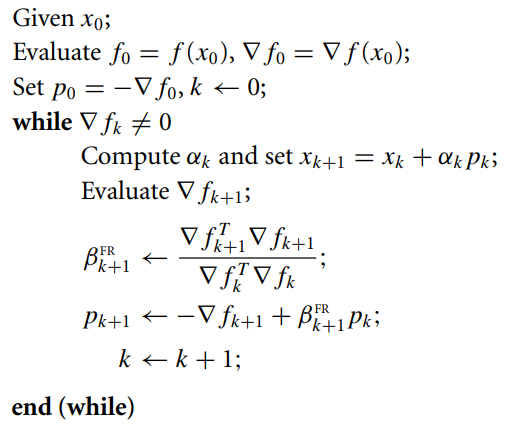 Given x₀;
Evaluate f₀ = f(x₀), ∇f₀ = ∇f(x₀);
Set p₀ = −∇f₀, k ← 0;
while ∇fₖ ≠ 0
Compute αₖ and set xₖ₊₁ = xₖ + αₖpₖ;
Evaluate ∇fₖ₊₁;
β^FR_{k+1} ← (∇f^T_{k+1}∇f_{k+1}) / (∇f^T_k∇f_k);
pₖ₊₁ ← −∇fₖ₊₁ + β^FR_{k+1}pₖ;
k ← k + 1;
end (while)